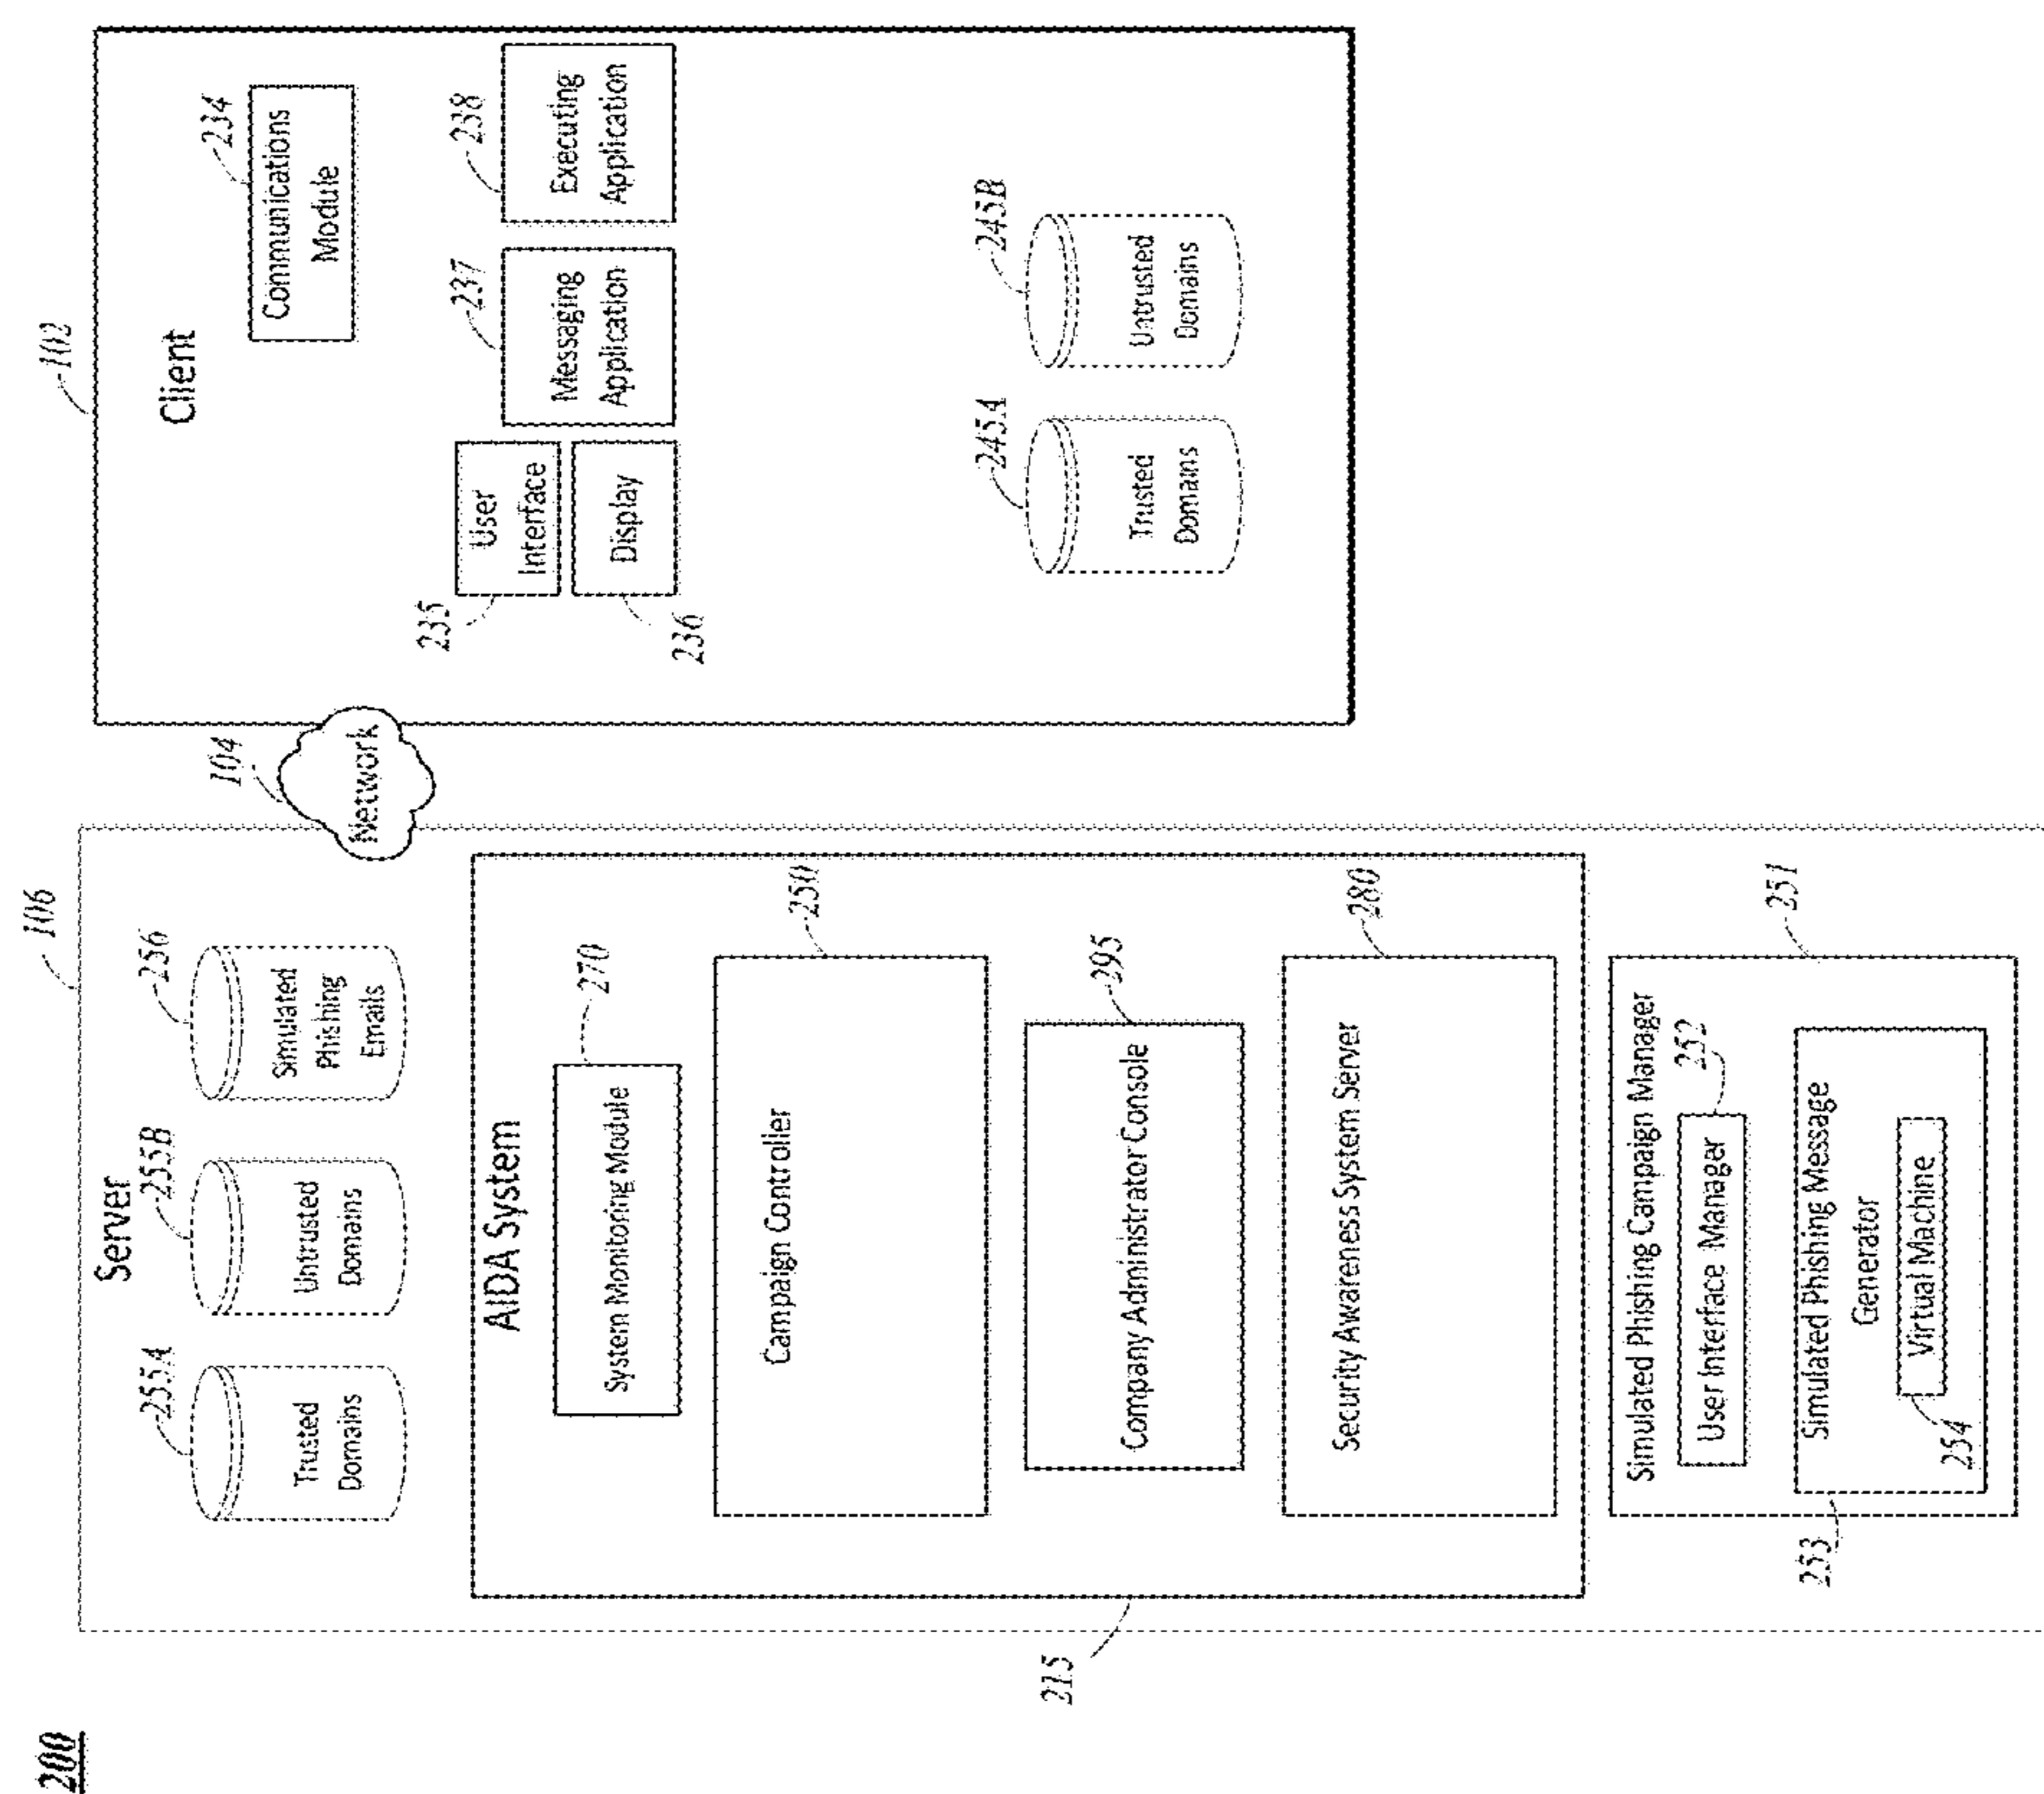 200
106
Server
255A
Trusted
Domains
255B
Untrusted
Domains
256
Simulated
Phishing
Emails
AIDA System
270
System Monitoring Module
250
Campaign Controller
295
Company Administrator Console
280
Security Awareness System Server
215
251
Simulated Phishing Campaign Manager
252
User Interface Manager
253
Simulated Phishing Message
Generator
Virtual Machine
254
104
Network
102
Client
234
Communications
Module
235
User
Interface
Display
236
237
Messaging
Application
238
Executing
Application
245A
Trusted
Domans
245B
Untrusted
Domains